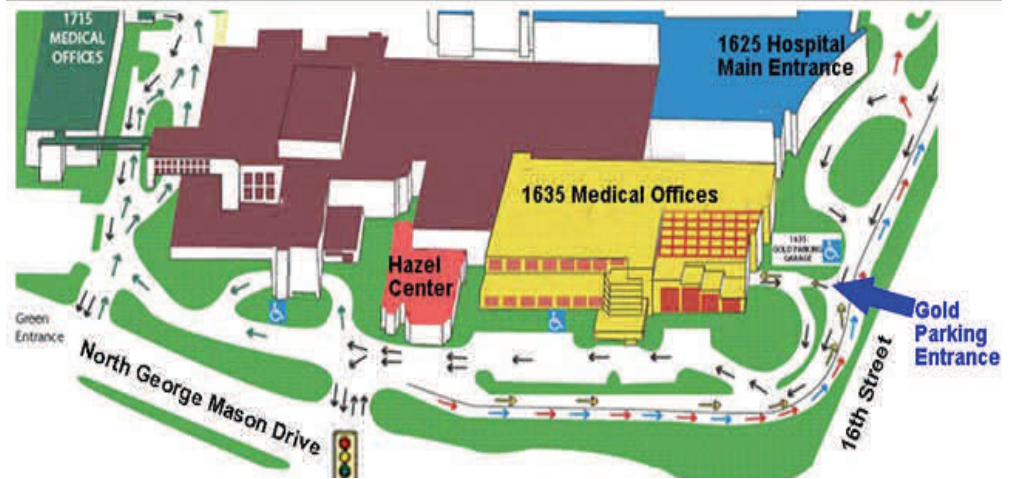 1715
MEDICAL
OFFICES
1625 Hospital
Main Entrance
1635 Medical Offices
1635
GOLD PARKING
GARAGE
Hazel
Center
Gold
Parking
Entrance
Green
Entrance
North George Mason Drive
16th Street